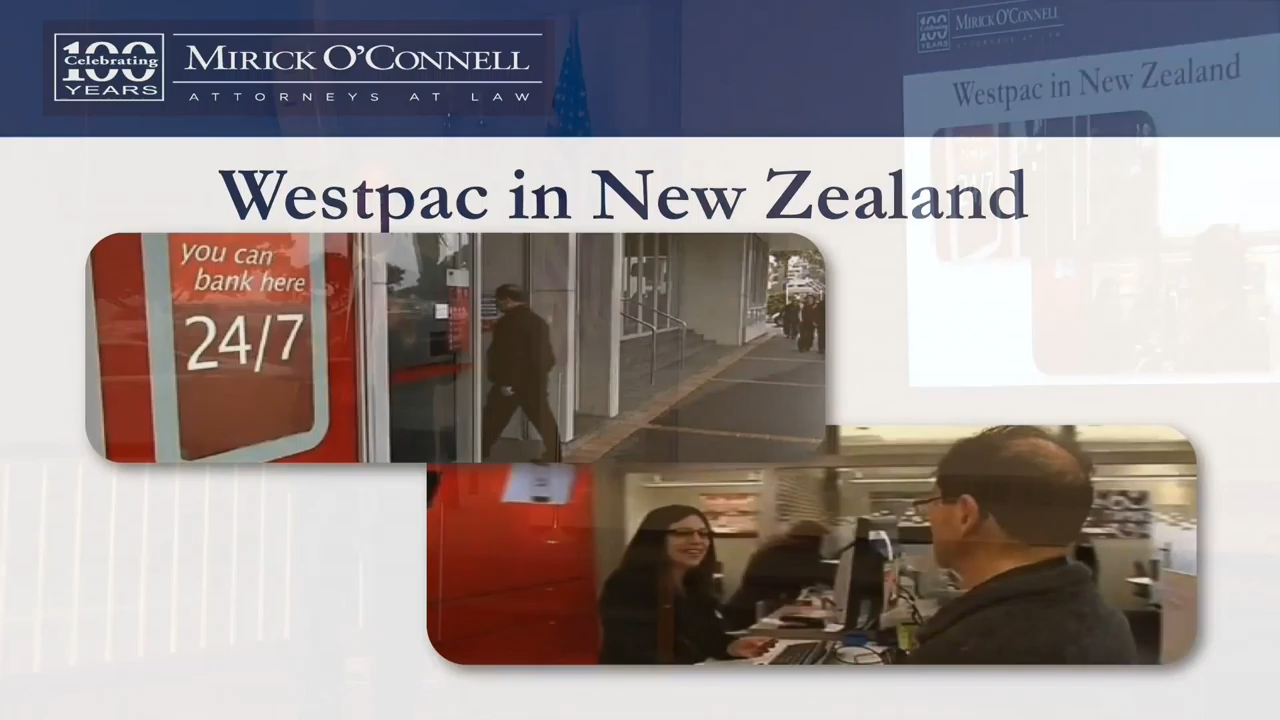 100
Celebrating
YEARS
MIRICK O'CONNELL
ATTORNEYS AT LAW
Westpac in New Zealand
you can
bank here
24/7
MIRICK O'CONNELL
Westpac in New Zealand